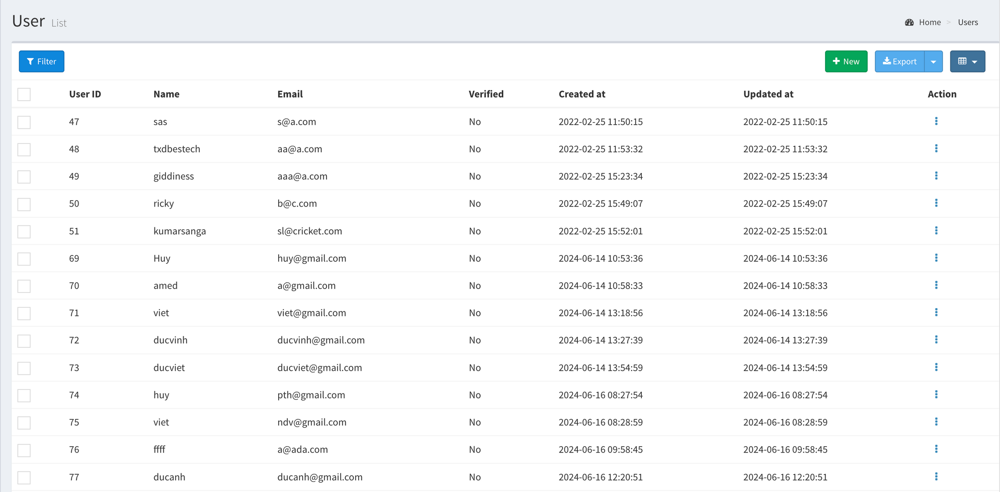 User List
Home > Users
Filter
New Export
User ID Name Email Verified Created at Updated at Action
47 sas s@a.com No 2022-02-25 11:50:15 2022-02-25 11:50:15
48 txdbestech aa@a.com No 2022-02-25 11:53:32 2022-02-25 11:53:32
49 giddiness aaa@a.com No 2022-02-25 15:23:34 2022-02-25 15:23:34
50 ricky b@c.com No 2022-02-25 15:49:07 2022-02-25 15:49:07
51 kumarsanga sl@cricket.com No 2022-02-25 15:52:01 2022-02-25 15:52:01
69 Huy huy@gmail.com No 2024-06-14 10:53:36 2024-06-14 10:53:36
70 amed a@gmail.com No 2024-06-14 10:58:33 2024-06-14 10:58:33
71 viet viet@gmail.com No 2024-06-14 13:18:56 2024-06-14 13:18:56
72 ducvinh ducvinh@gmail.com No 2024-06-14 13:27:39 2024-06-14 13:27:39
73 ducviet ducviet@gmail.com No 2024-06-14 13:54:59 2024-06-14 13:54:59
74 huy pth@gmail.com No 2024-06-16 08:27:54 2024-06-16 08:27:54
75 viet ndv@gmail.com No 2024-06-16 08:28:59 2024-06-16 08:28:59
76 ffff a@ada.com No 2024-06-16 09:58:45 2024-06-16 09:58:45
77 ducanh ducanh@gmail.com No 2024-06-16 12:20:51 2024-06-16 12:20:51